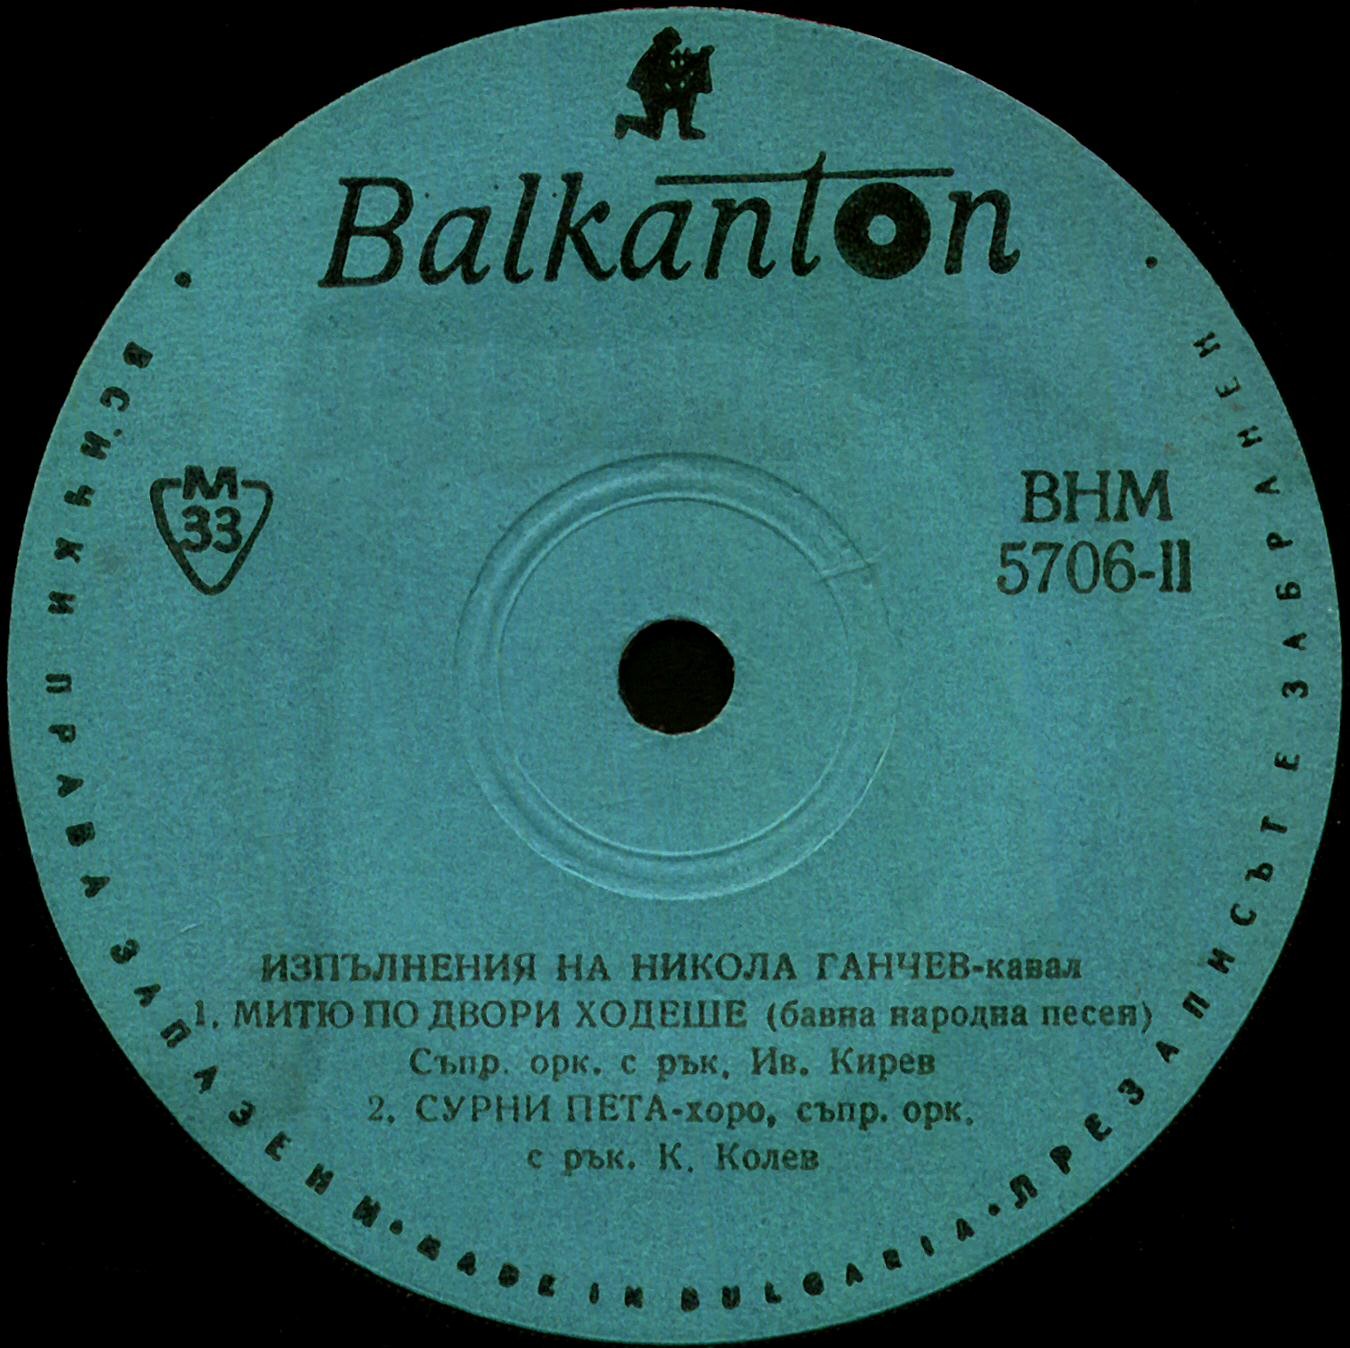 Balkanton
М
33
ВНМ
5706-II
ИЗПЪЛНЕНИЯ НА НИКОЛА ГАНЧЕВ-кавал
1. МИТЮ ПО ДВОРИ ХОДЕШЕ (бавна народна песен)
Съпр. орк. с рък. Ив. Кирев
2. СУРНИ ПЕТА-хоро, съпр. орк.
с рък. К. Колев
• ВСИЧКИ ПРАВА ЗАПАЗЕНИ • MADE IN BULGARIA • ПРЕЗАПИСЪТ Е ЗАБРАНЕН •